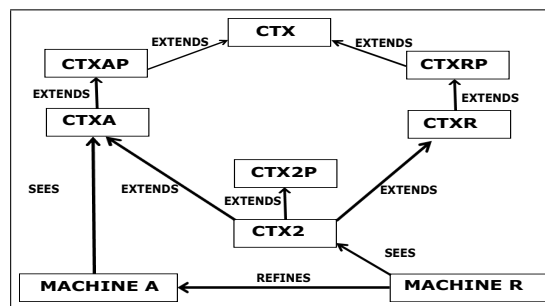 CTX
EXTENDS
EXTENDS
CTXAP
CTXRP
EXTENDS
EXTENDS
CTXA
CTXR
CTX2P
SEES
EXTENDS
EXTENDS
EXTENDS
CTX2
SEES
MACHINE A
REFINES
MACHINE R